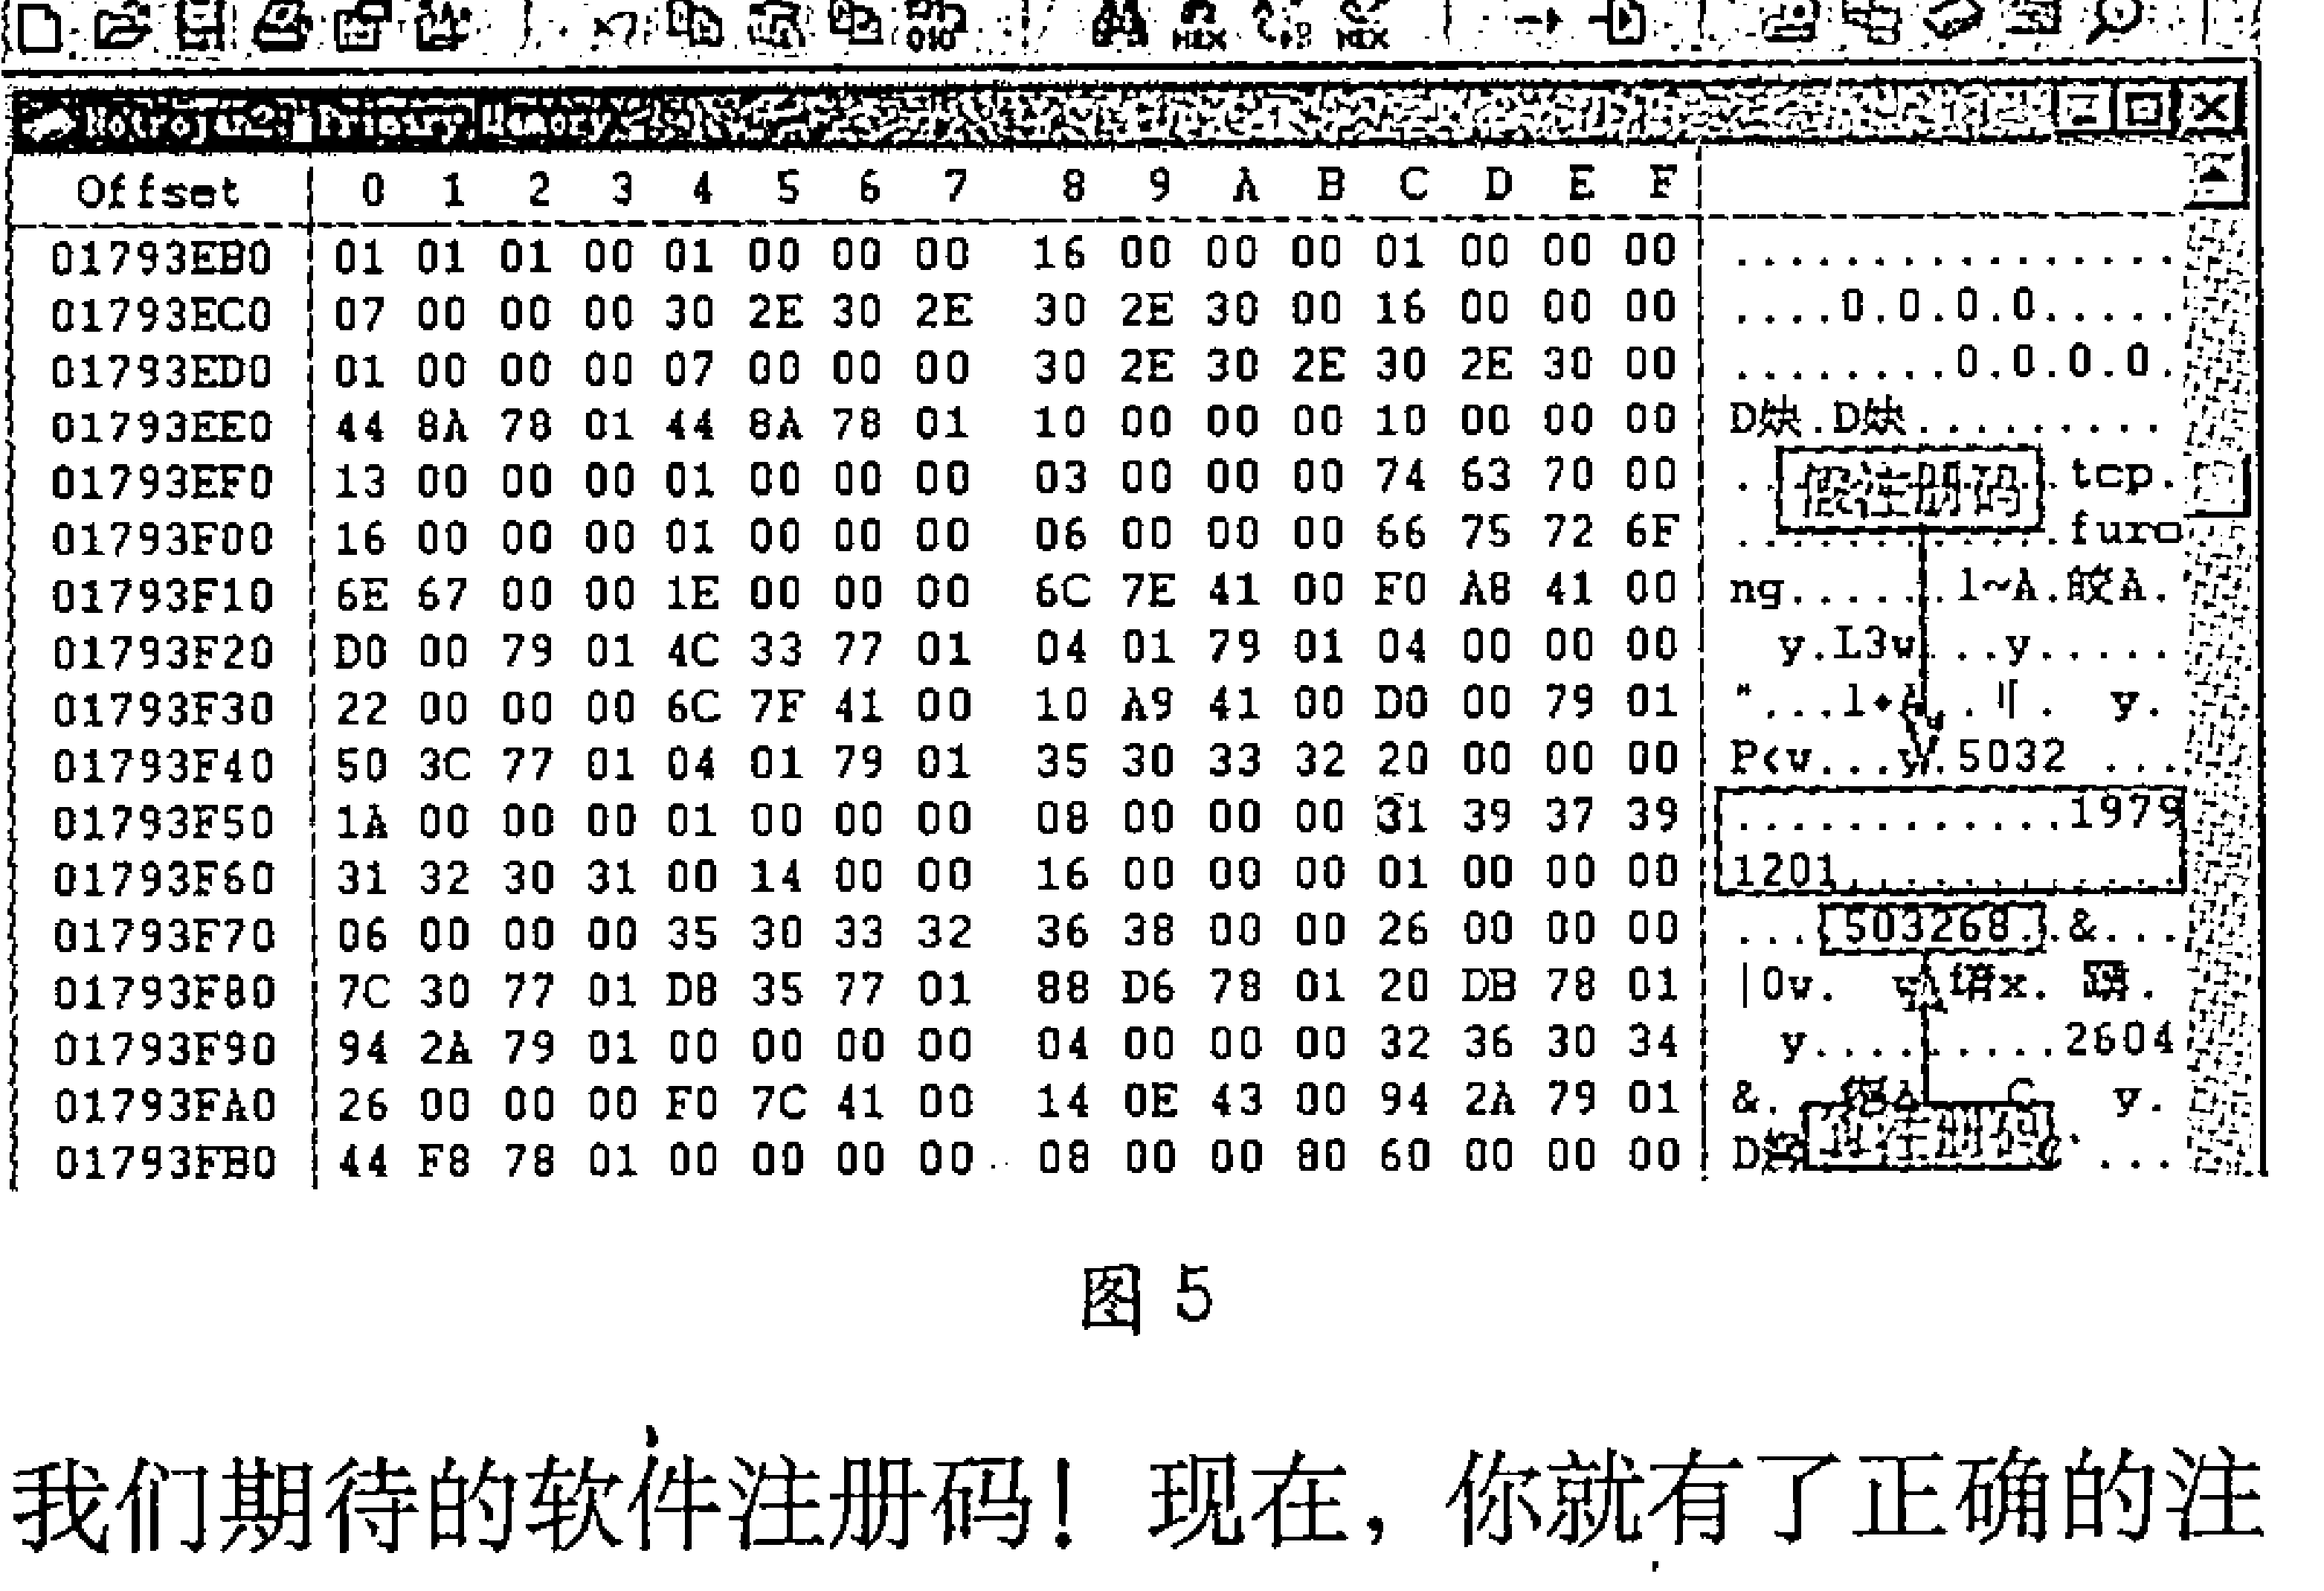 010 HEX HEX
Offset 0 1 2 3 4 5 6 7 8 9 A B C D E F
01793EB0 01 01 01 00 01 00 00 00 16 00 00 00 01 00 00 00 ................
01793EC0 07 00 00 00 30 2E 30 2E 30 2E 30 00 16 00 00 00 ....0.0.0.0.....
01793ED0 01 00 00 00 07 00 00 00 30 2E 30 2E 30 2E 30 00 ........0.0.0.0.
01793EE0 44 8A 78 01 44 8A 78 01 10 00 00 00 10 00 00 00 D妜.D妜.........
01793EF0 13 00 00 00 01 00 00 00 03 00 00 00 74 63 70 00 . 假注册码 .tcp.
01793F00 16 00 00 00 01 00 00 00 06 00 00 00 66 75 72 6F ............furo
01793F10 6E 67 00 00 1E 00 00 00 6C 7E 41 00 F0 A8 41 00 ng......l~A.皎A.
01793F20 D0 00 79 01 4C 33 77 01 04 01 79 01 04 00 00 00 y.L3w...y.....
01793F30 22 00 00 00 6C 7F 41 00 10 A9 41 00 D0 00 79 01 "...l y.
01793F40 50 3C 77 01 04 01 79 01 35 30 33 32 20 00 00 00 P<w...y.5032 ...
01793F50 1A 00 00 00 01 00 00 00 08 00 00 00 31 39 37 39 ............1979
01793F60 31 32 30 31 00 14 00 00 16 00 00 00 01 00 00 00 1201............
01793F70 06 00 00 00 35 30 33 32 36 38 00 00 26 00 00 00 ...503268..&...
01793F80 7C 30 77 01 D8 35 77 01 88 D6 78 01 20 DB 78 01 |0w. x.
01793F90 94 2A 79 01 00 00 00 00 04 00 00 00 32 36 30 34 y..........2604
01793FA0 26 00 00 00 F0 7C 41 00 14 0E 43 00 94 2A 79 01 &. C y.
01793FB0 44 F8 78 01 00 00 00 00 08 00 00 80 60 00 00 00 D 注册码 ` ...
图 5
我们期待的软件注册码！现在，你就有了正确的注